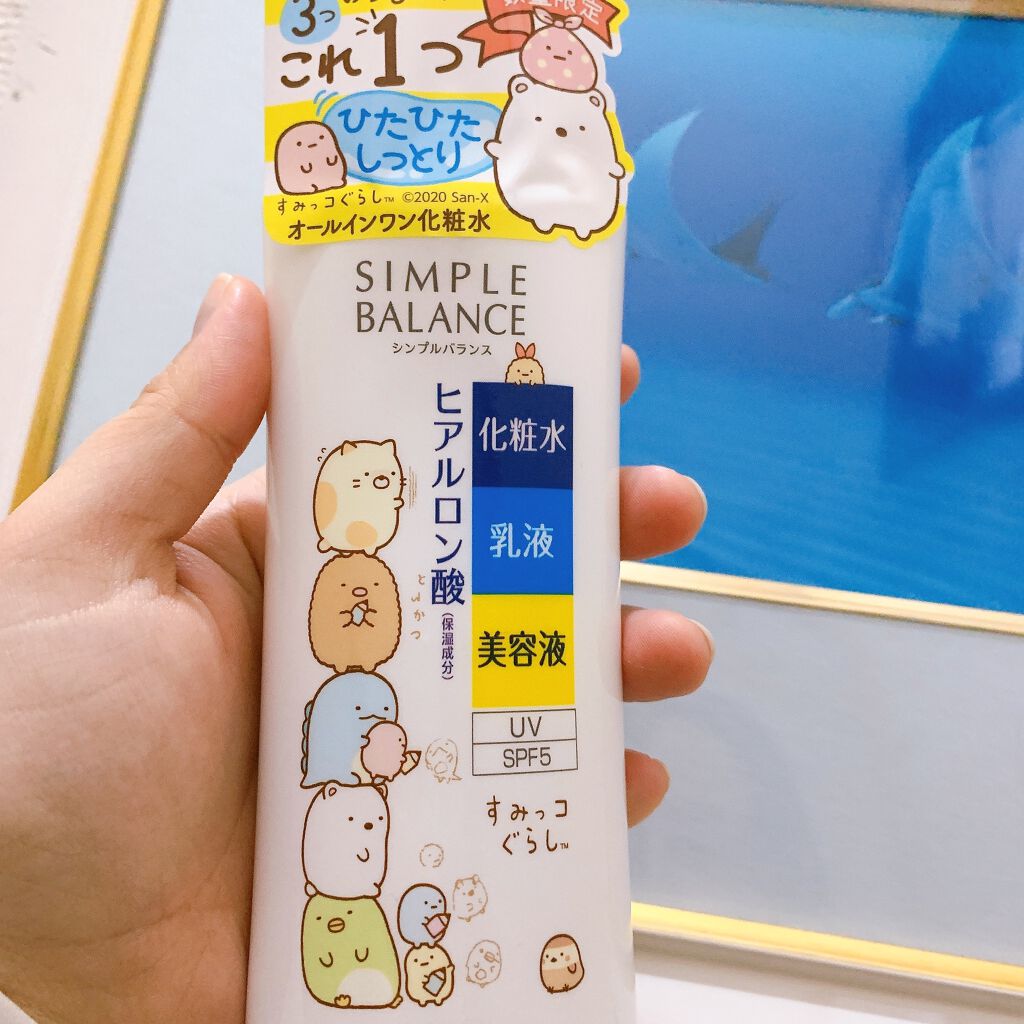 数量限定
3つ
これ1つ
ひたひた
しっとり
すみっコぐらし™ ©2020 San-X
オールインワン化粧水
SIMPLE
BALANCE
シンプルバランス
ヒアルロン酸
(保湿成分)
化粧水
乳液
美容液
UV
SPF5
とんかつ
すみっコ
ぐらし™